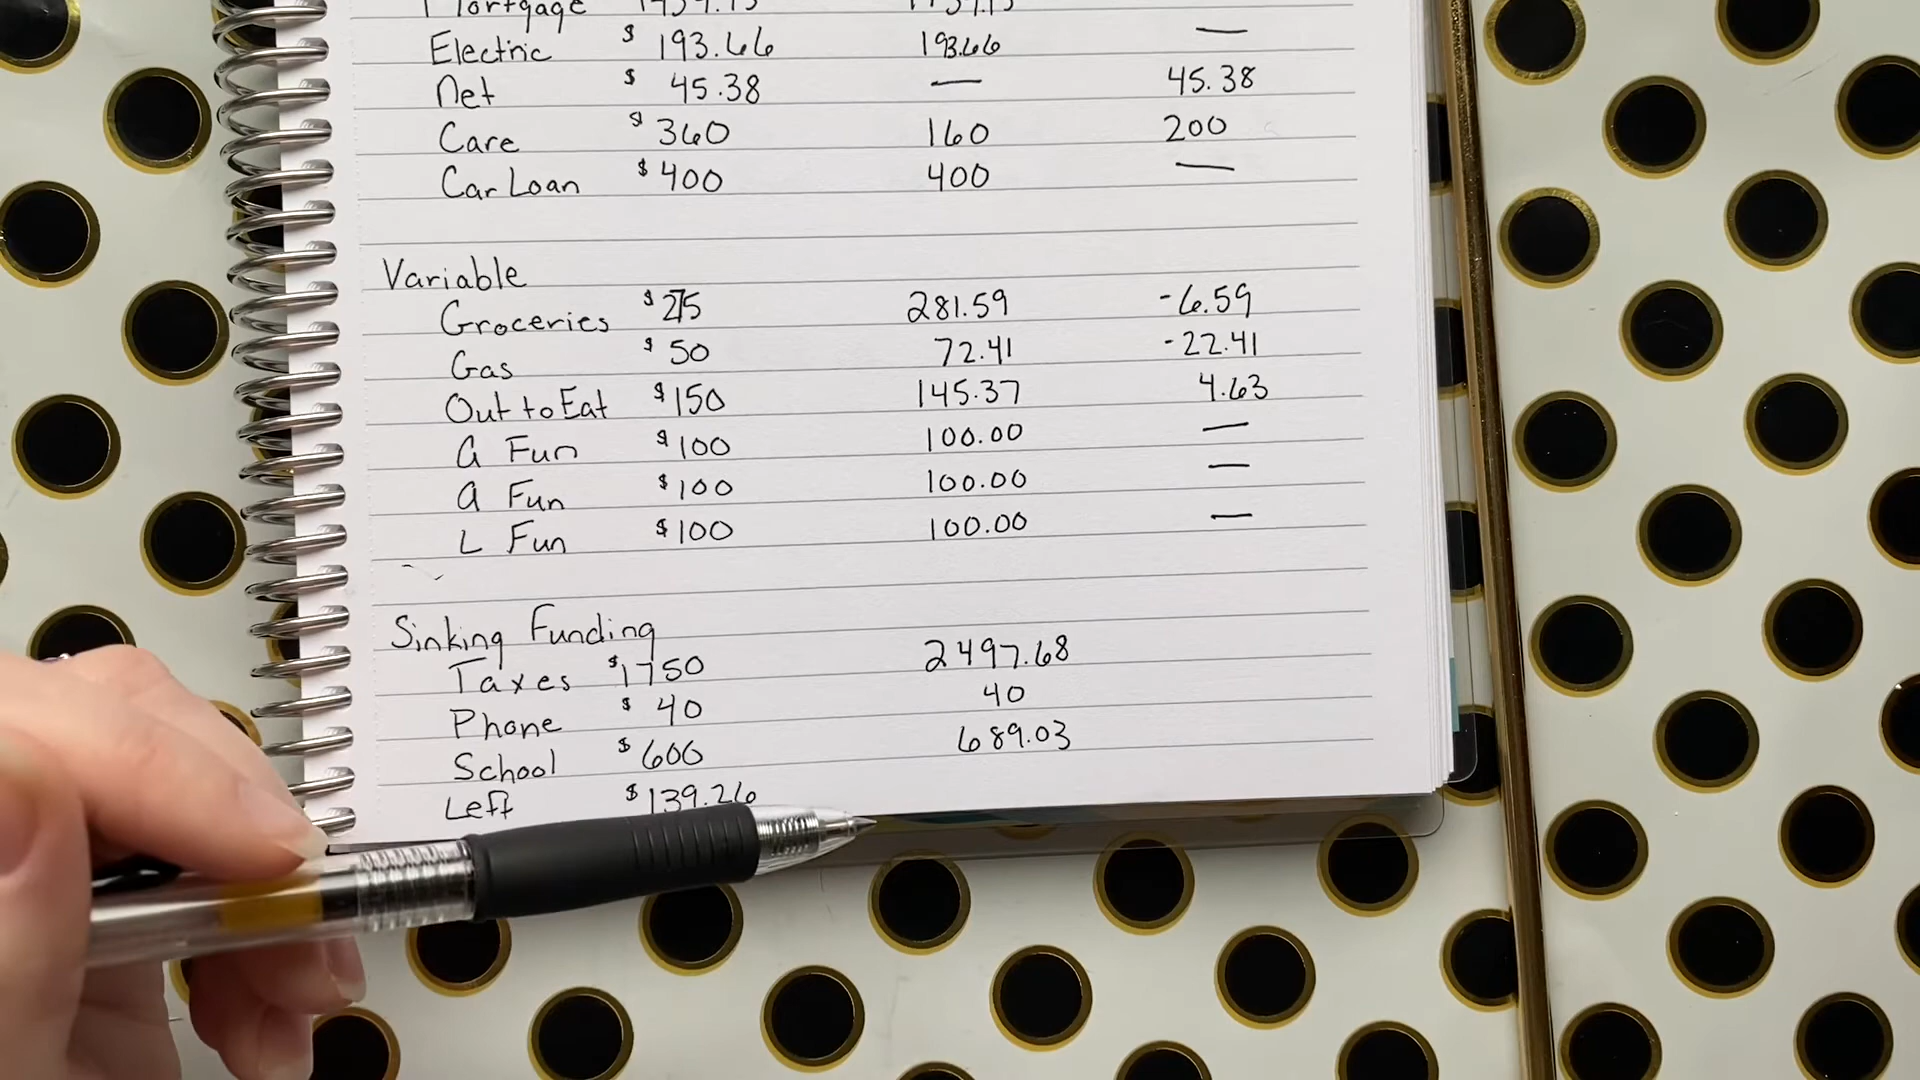 Mortgage
Electric $ 193.66 193.66 —
Net $ 45.38 — 45.38
Care $ 360 160 200
Car Loan $ 400 400 —
Variable
Groceries $ 275 281.59 -6.59
Gas $ 50 72.41 -22.41
Out to Eat $ 150 145.37 4.63
G Fun $ 100 100.00 —
a Fun $ 100 100.00 —
L Fun $ 100 100.00 —
Sinking Funding
Taxes $ 1750 2497.68
Phone $ 40 40
School $ 600 689.03
Left $ 139.26